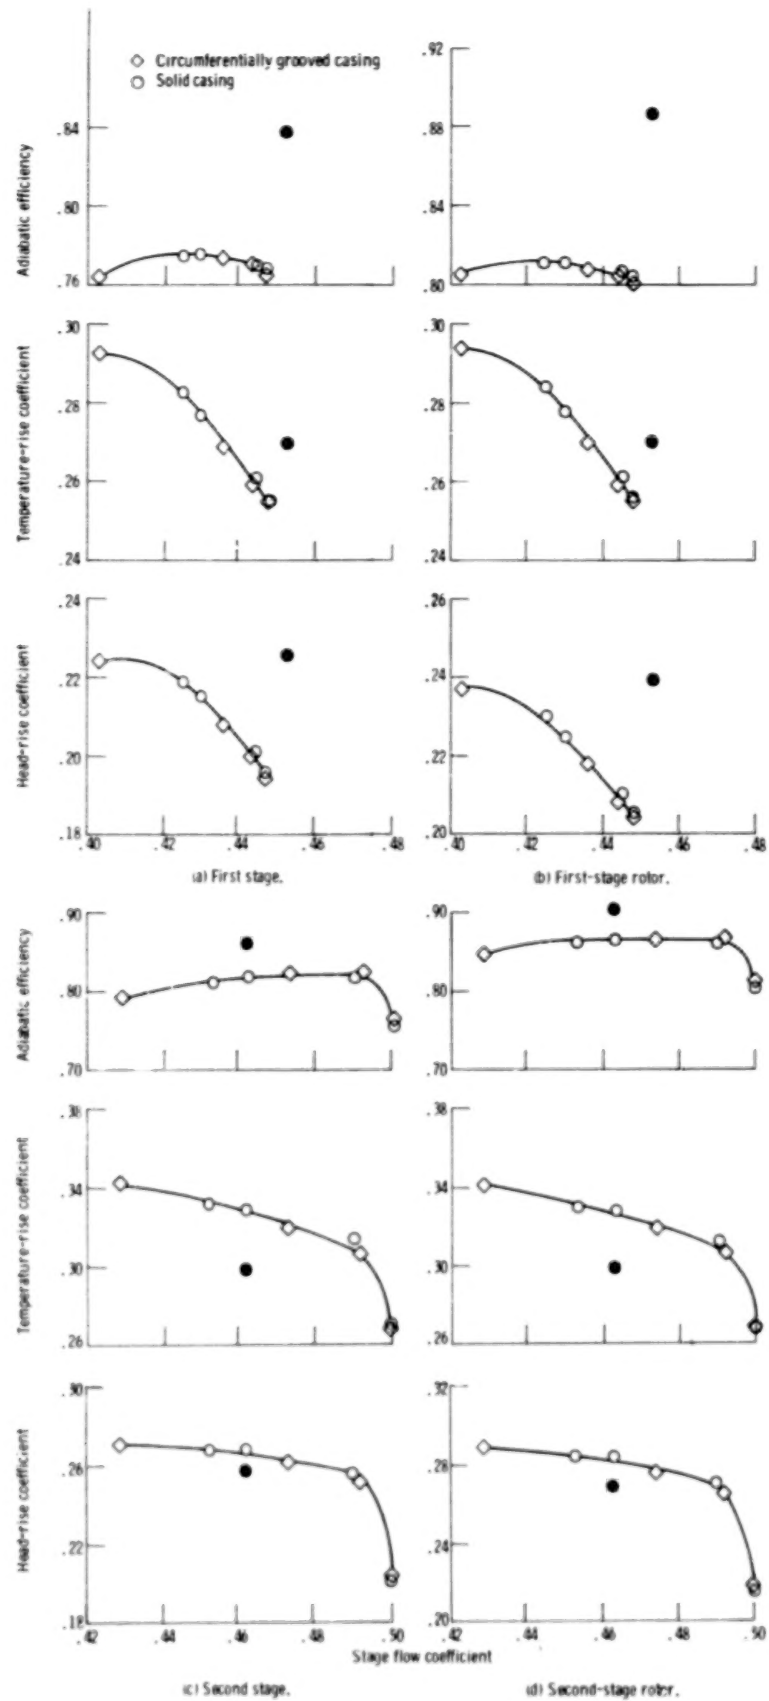 ◇ Circumferentially grooved casing
○ Solid casing
Adiabatic efficiency
.84
.80
.76
.92
.88
.84
.80
Temperature-rise coefficient
.30
.28
.26
.24
.30
.28
.26
.24
Head-rise coefficient
.24
.22
.20
.18
.40 .42 .44 .46 .48
(a) First stage.
.26
.24
.22
.20
.40 .42 .44 .46 .48
(b) First-stage rotor.
Adiabatic efficiency
.90
.80
.70
.90
.80
.70
Temperature-rise coefficient
.38
.34
.30
.26
.38
.34
.30
.26
Head-rise coefficient
.30
.26
.22
.18
.42 .44 .46 .48 .50
.32
.28
.24
.20
.42 .44 .46 .48 .50
Stage flow coefficient
(c) Second stage.
(d) Second-stage rotor.